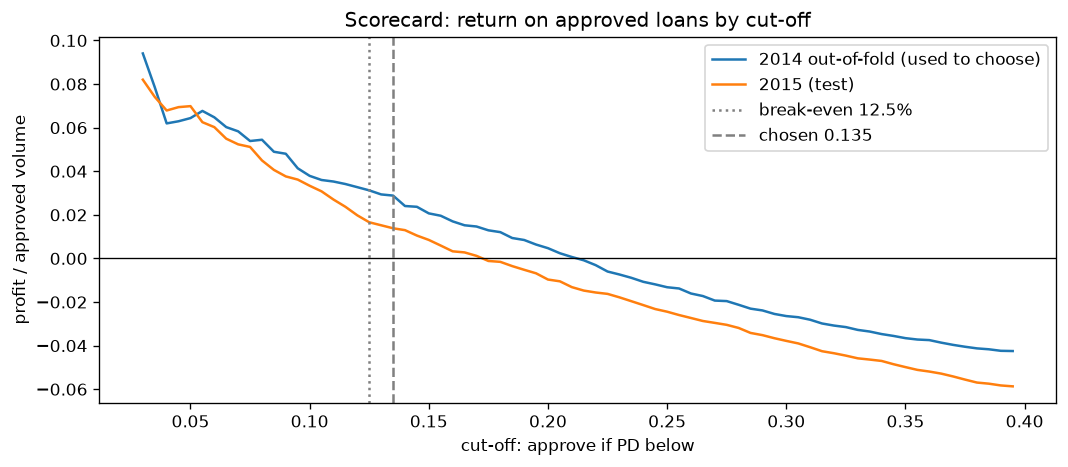 Scorecard: return on approved loans by cut-off
profit / approved volume
0.10
0.08
0.06
0.04
0.02
0.00
−0.02
−0.04
−0.06
2014 out-of-fold (used to choose)
2015 (test)
break-even 12.5%
chosen 0.135
0.05 0.10 0.15 0.20 0.25 0.30 0.35 0.40
cut-off: approve if PD below